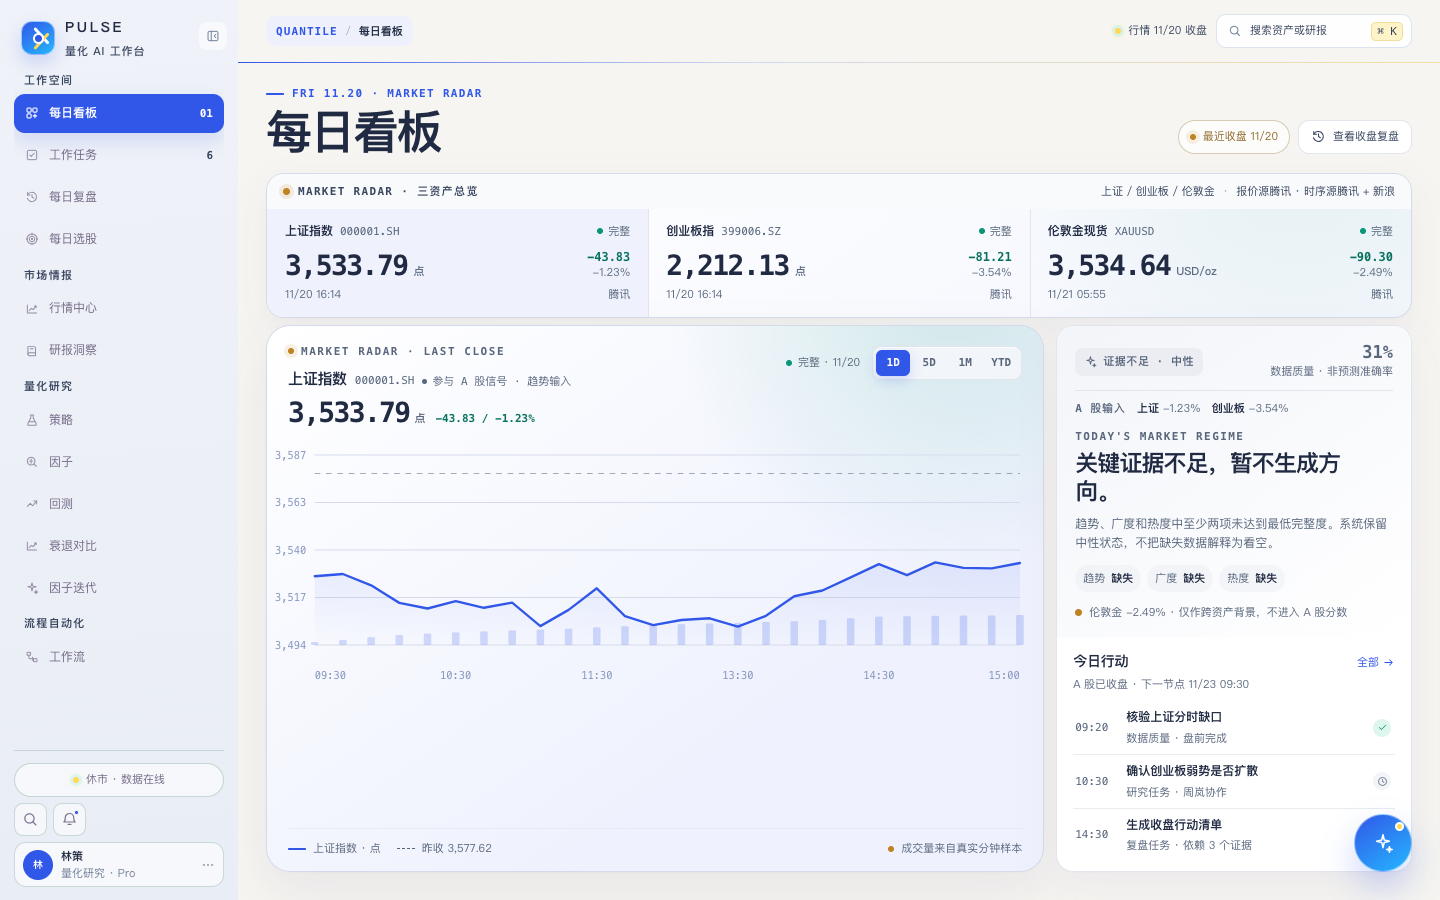 PULSE
量化 AI 工作台
工作空间
每日看板 01
工作任务 6
每日复盘
每日选股
市场情报
行情中心
研报洞察
量化研究
策略
因子
回测
衰退对比
因子迭代
流程自动化
工作流
休市 · 数据在线
林 林策
量化研究 · Pro
QUANTILE / 每日看板
行情 11/20 收盘
搜索资产或研报 ⌘ K
FRI 11.20 · MARKET RADAR
每日看板
最近收盘 11/20
查看收盘复盘
MARKET RADAR · 三资产总览
上证 / 创业板 / 伦敦金 · 报价源腾讯 · 时序源腾讯 + 新浪
上证指数 000001.SH 完整
3,533.79 点 −43.83
−1.23%
11/20 16:14 腾讯
创业板指 399006.SZ 完整
2,212.13 点 −81.21
−3.54%
11/20 16:14 腾讯
伦敦金现货 XAUUSD 完整
3,534.64 USD/oz −90.30
−2.49%
11/21 05:55 腾讯
MARKET RADAR · LAST CLOSE
完整 · 11/20 1D 5D 1M YTD
上证指数 000001.SH 参与 A 股信号 · 趋势输入
3,533.79 点 −43.83 / −1.23%
3,587
3,563
3,540
3,517
3,494
09:30 10:30 11:30 13:30 14:30 15:00
上证指数 · 点 昨收 3,577.62 成交量来自真实分钟样本
证据不足 · 中性 31%
数据质量 · 非预测准确率
A 股输入 上证 −1.23% 创业板 −3.54%
TODAY'S MARKET REGIME
关键证据不足，暂不生成方
向。
趋势、广度和热度中至少两项未达到最低完整度。系统保留
中性状态，不把缺失数据解释为看空。
趋势 缺失 广度 缺失 热度 缺失
伦敦金 −2.49% · 仅作跨资产背景，不进入 A 股分数
今日行动 全部 →
A 股已收盘 · 下一节点 11/23 09:30
09:20 核验上证分时缺口
数据质量 · 盘前完成
10:30 确认创业板弱势是否扩散
研究任务 · 周岚协作
14:30 生成收盘行动清单
复盘任务 · 依赖 3 个证据